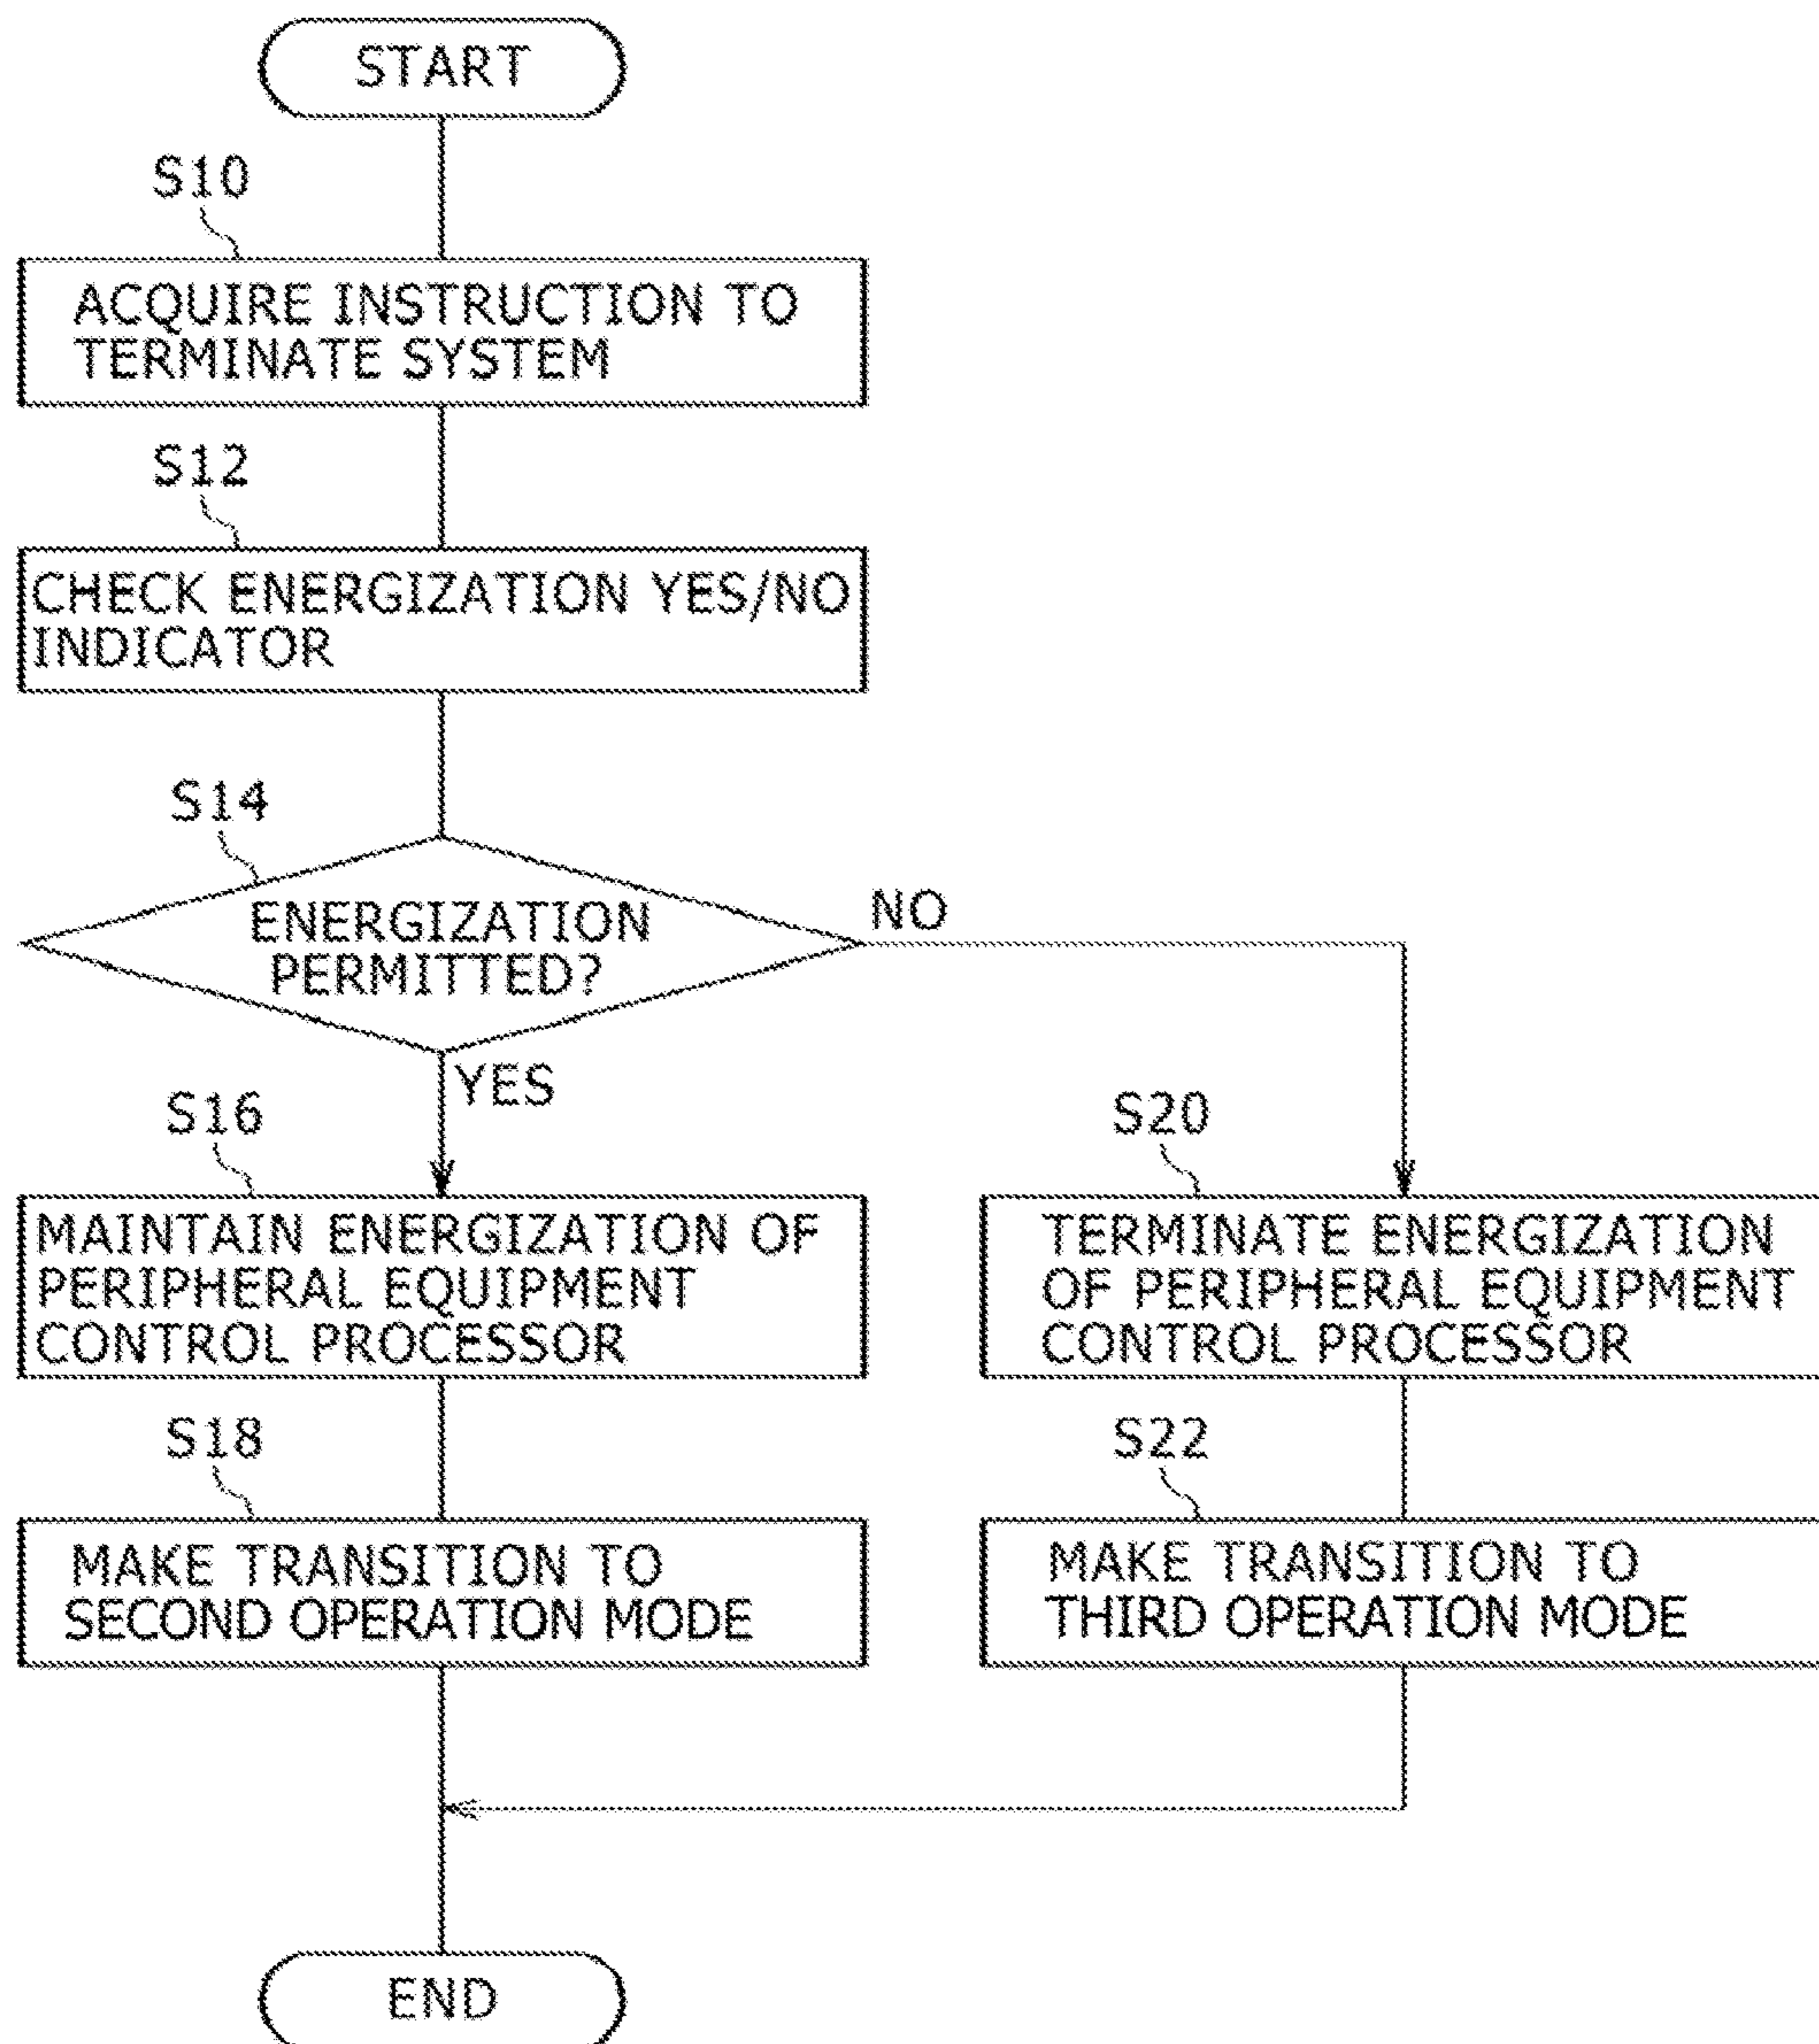 START
S10
ACQUIRE INSTRUCTION TO
TERMINATE SYSTEM
S12
CHECK ENERGIZATION YES/NO
INDICATOR
S14
ENERGIZATION
PERMITTED?
NO
YES
S16
MAINTAIN ENERGIZATION OF
PERIPHERAL EQUIPMENT
CONTROL PROCESSOR
S20
TERMINATE ENERGIZATION
OF PERIPHERAL EQUIPMENT
CONTROL PROCESSOR
S18
MAKE TRANSITION TO
SECOND OPERATION MODE
S22
MAKE TRANSITION TO
THIRD OPERATION MODE
END